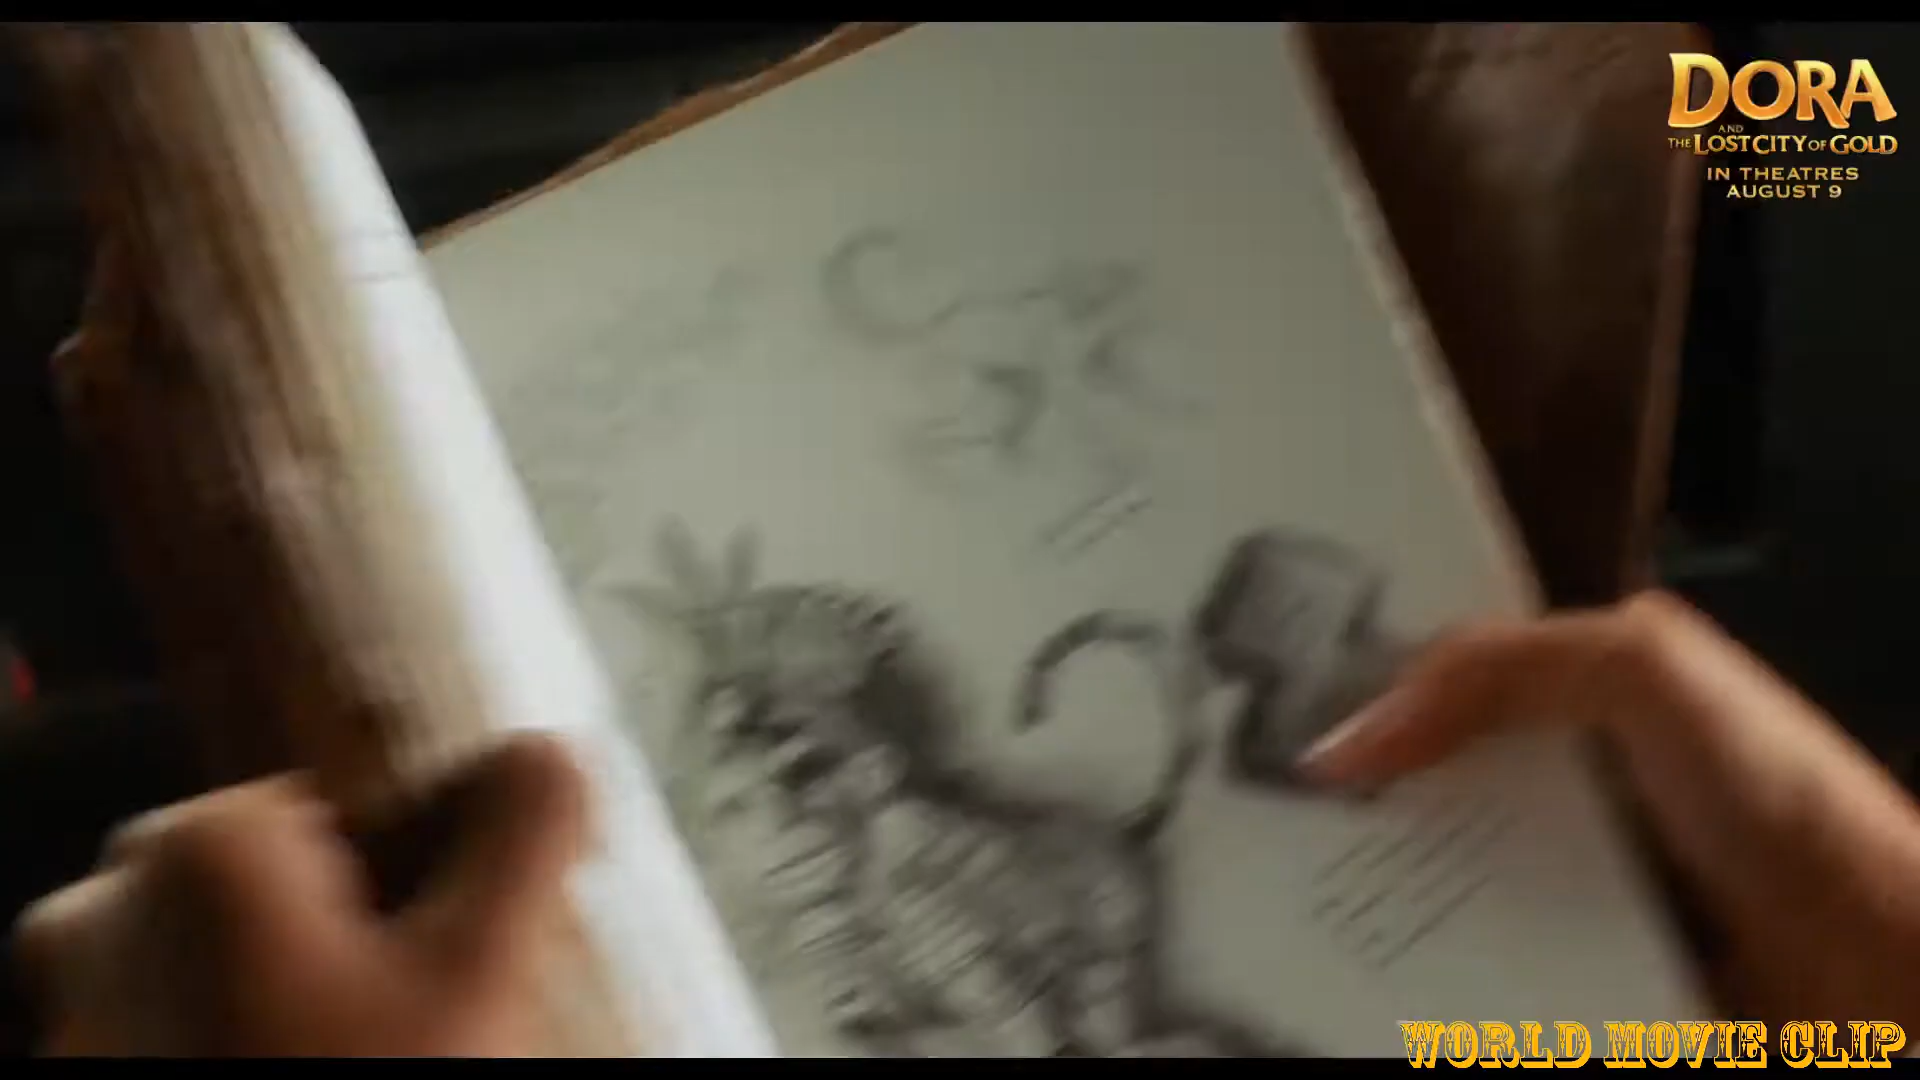 DORA
AND
THE LOST CITY OF GOLD
IN THEATRES
AUGUST 9
WORLD MOVIE CLIP